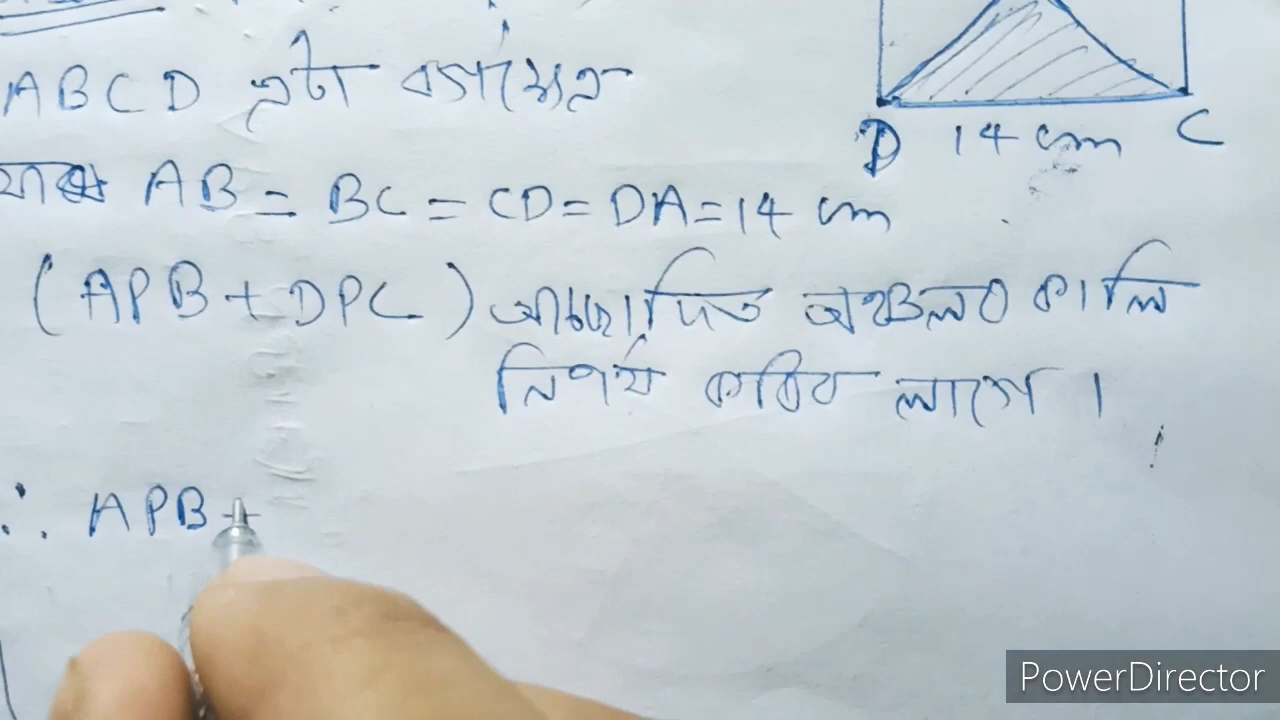 D 14 cm C
ABCD এটা বৰ্গক্ষেত্ৰ
AB = BC = CD = DA = 14 cm
(APB + DPC) আচ্ছাদিত অঞ্চলৰ কালি
নিৰ্ণয় কৰিব লাগে।
∴ APB +
PowerDirector